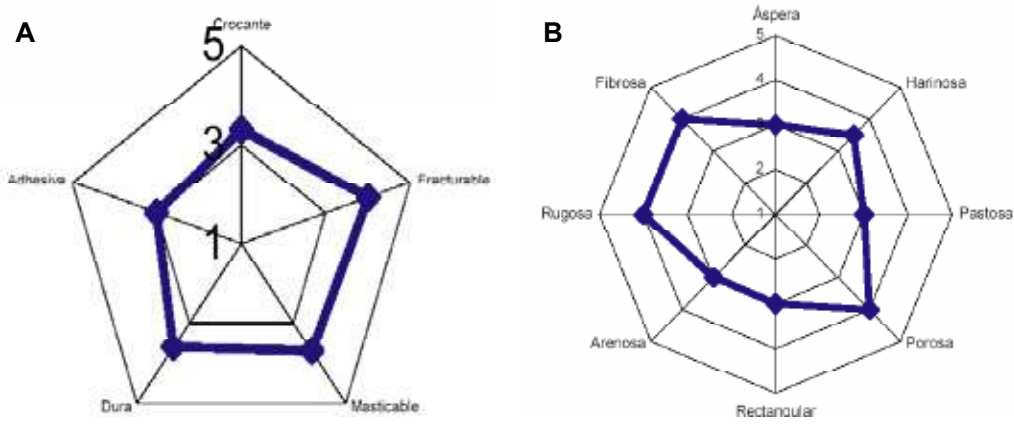 A
Crocante
5
3
1
Adhesiva
Fracturable
Dura
Masticable
B
Áspera
5
4
3
2
1
Fibrosa
Harinosa
Rugosa
Pastosa
Arenosa
Porosa
Rectangular